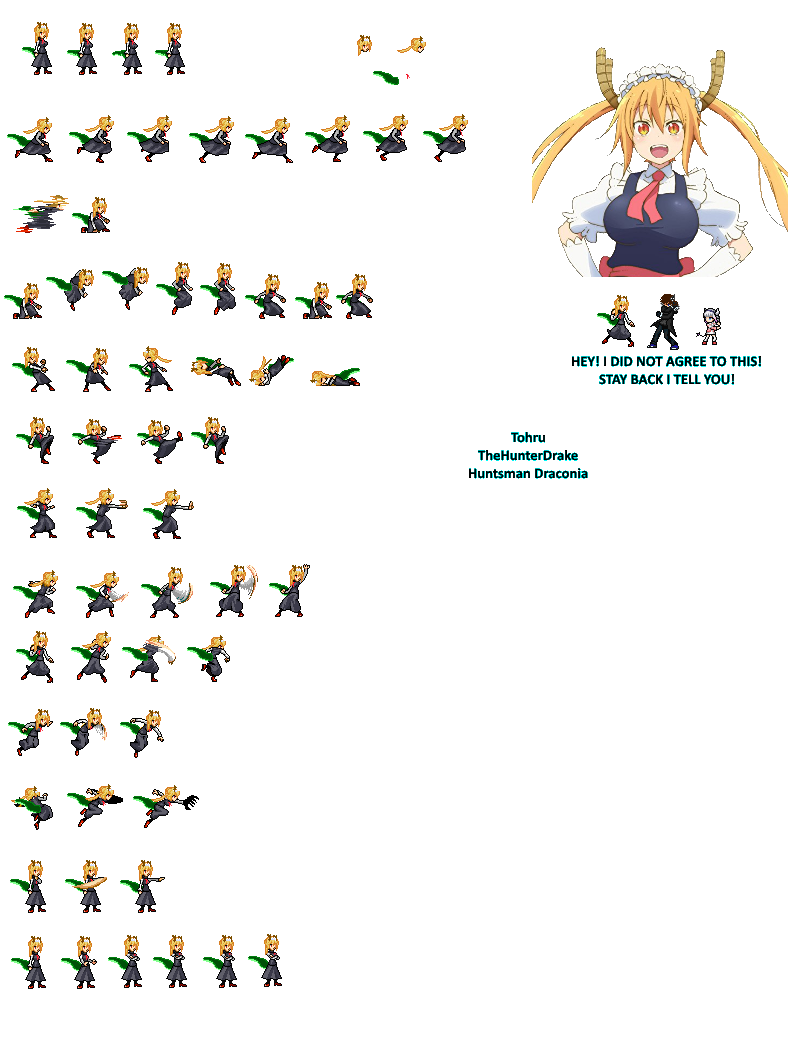 HEY! I DID NOT AGREE TO THIS!
STAY BACK I TELL YOU!
Tohru
TheHunterDrake
Huntsman Draconia